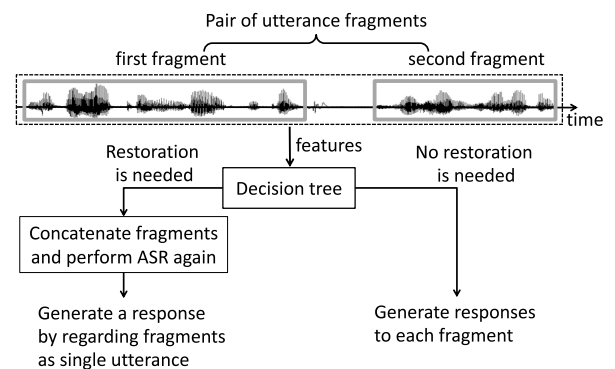 Pair of utterance fragments
first fragment
second fragment
time
features
Restoration
is needed
No restoration
is needed
Decision tree
Concatenate fragments
and perform ASR again
Generate a response
by regarding fragments
as single utterance
Generate responses
to each fragment